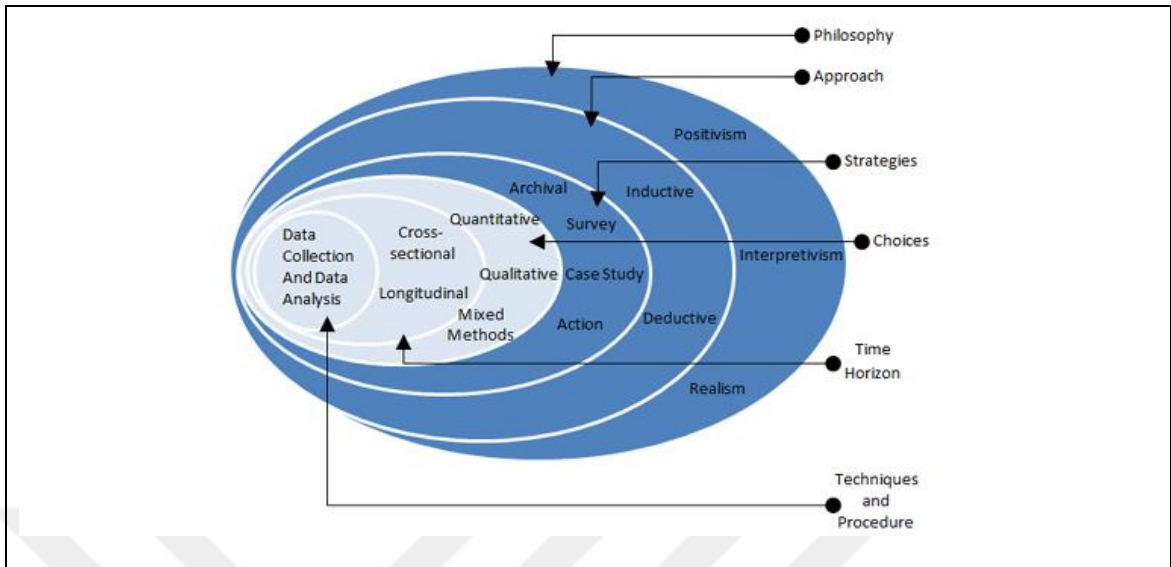 Philosophy
Approach
Positivism
Strategies
Archival
Inductive
Quantitative
Survey
Data
Collection
And Data
Analysis
Cross-
sectional
Choices
Interpretivism
Qualitative
Case Study
Longitudinal
Mixed
Methods
Action
Deductive
Time
Horizon
Realism
Techniques
and
Procedure